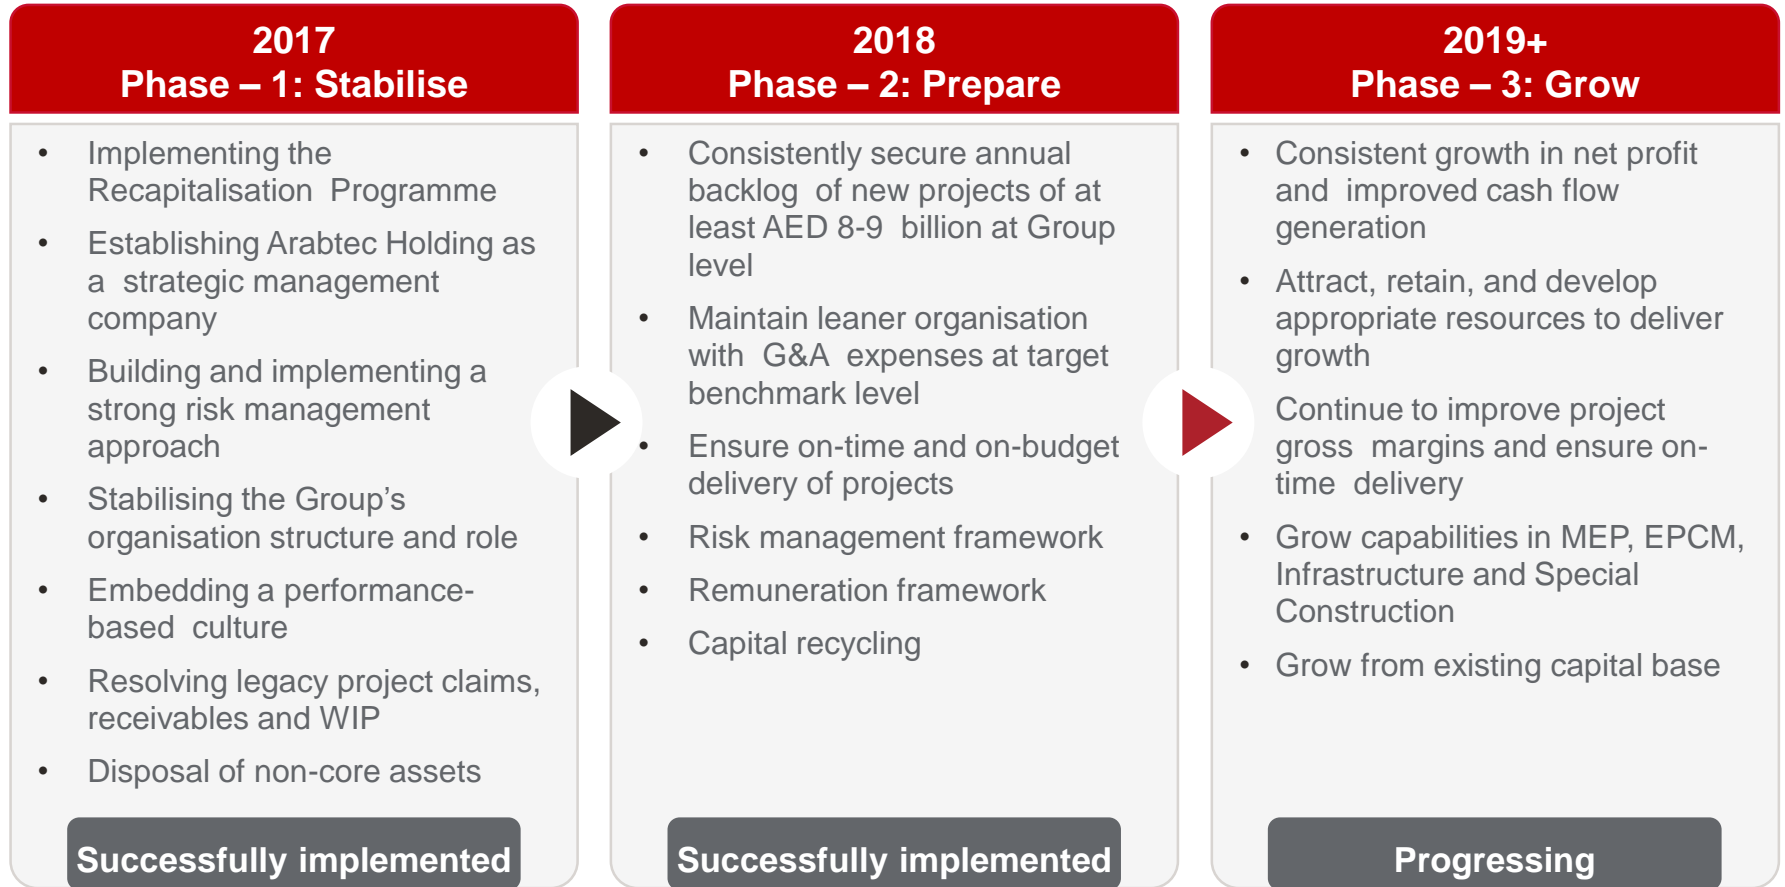 2017
Phase – 1: Stabilise
• Implementing the
Recapitalisation Programme
• Establishing Arabtec Holding as
a strategic management
company
• Building and implementing a
strong risk management
approach
• Stabilising the Group’s
organisation structure and role
• Embedding a performance-
based culture
• Resolving legacy project claims,
receivables and WIP
• Disposal of non-core assets
Successfully implemented
2018
Phase – 2: Prepare
• Consistently secure annual
backlog of new projects of at
least AED 8-9 billion at Group
level
• Maintain leaner organisation
with G&A expenses at target
benchmark level
• Ensure on-time and on-budget
delivery of projects
• Risk management framework
• Remuneration framework
• Capital recycling
Successfully implemented
2019+
Phase – 3: Grow
• Consistent growth in net profit
and improved cash flow
generation
• Attract, retain, and develop
appropriate resources to deliver
growth
Continue to improve project
gross margins and ensure on-
time delivery
• Grow capabilities in MEP, EPCM,
Infrastructure and Special
Construction
• Grow from existing capital base
Progressing